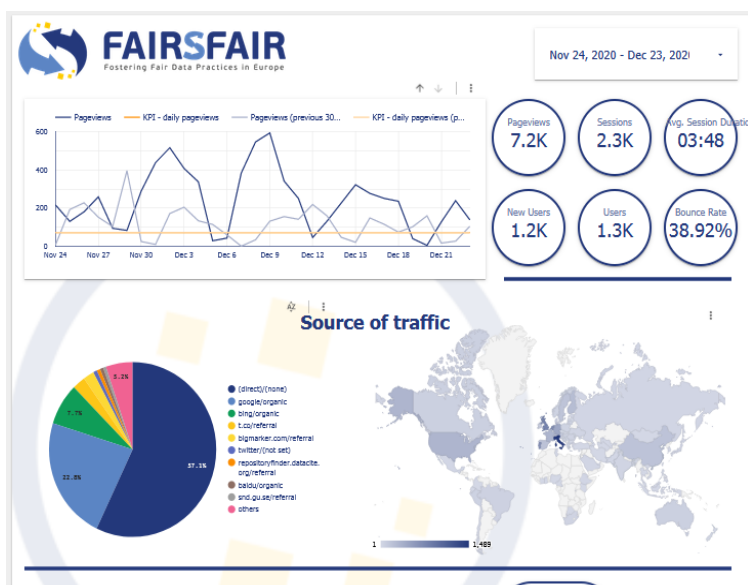 FAIRSFAIR
Fostering Fair Data Practices in Europe
Nov 24, 2020 - Dec 23, 202
Pageviews
KPI - daily pageviews
Pageviews (previous 30...
KPI - daily pageviews (p...
600
400
200
0
Nov 24
Nov 27
Nov 30
Dec 3
Dec 6
Dec 9
Dec 12
Dec 15
Dec 18
Dec 21
Pageviews
7.2K
Sessions
2.3K
Avg. Session Duratio
03:48
New Users
1.2K
Users
1.3K
Bounce Rate
38.92%
AZ
Source of traffic
5.2%
7.7%
22.8%
57.1%
(direct)/(none)
google/organic
bing/organic
t.co/referral
bigmarker.com/referral
twitter/(not set)
repositoryfinder.datacite.
org/referral
baidu/organic
snd.gu.se/referral
others
1
1,489